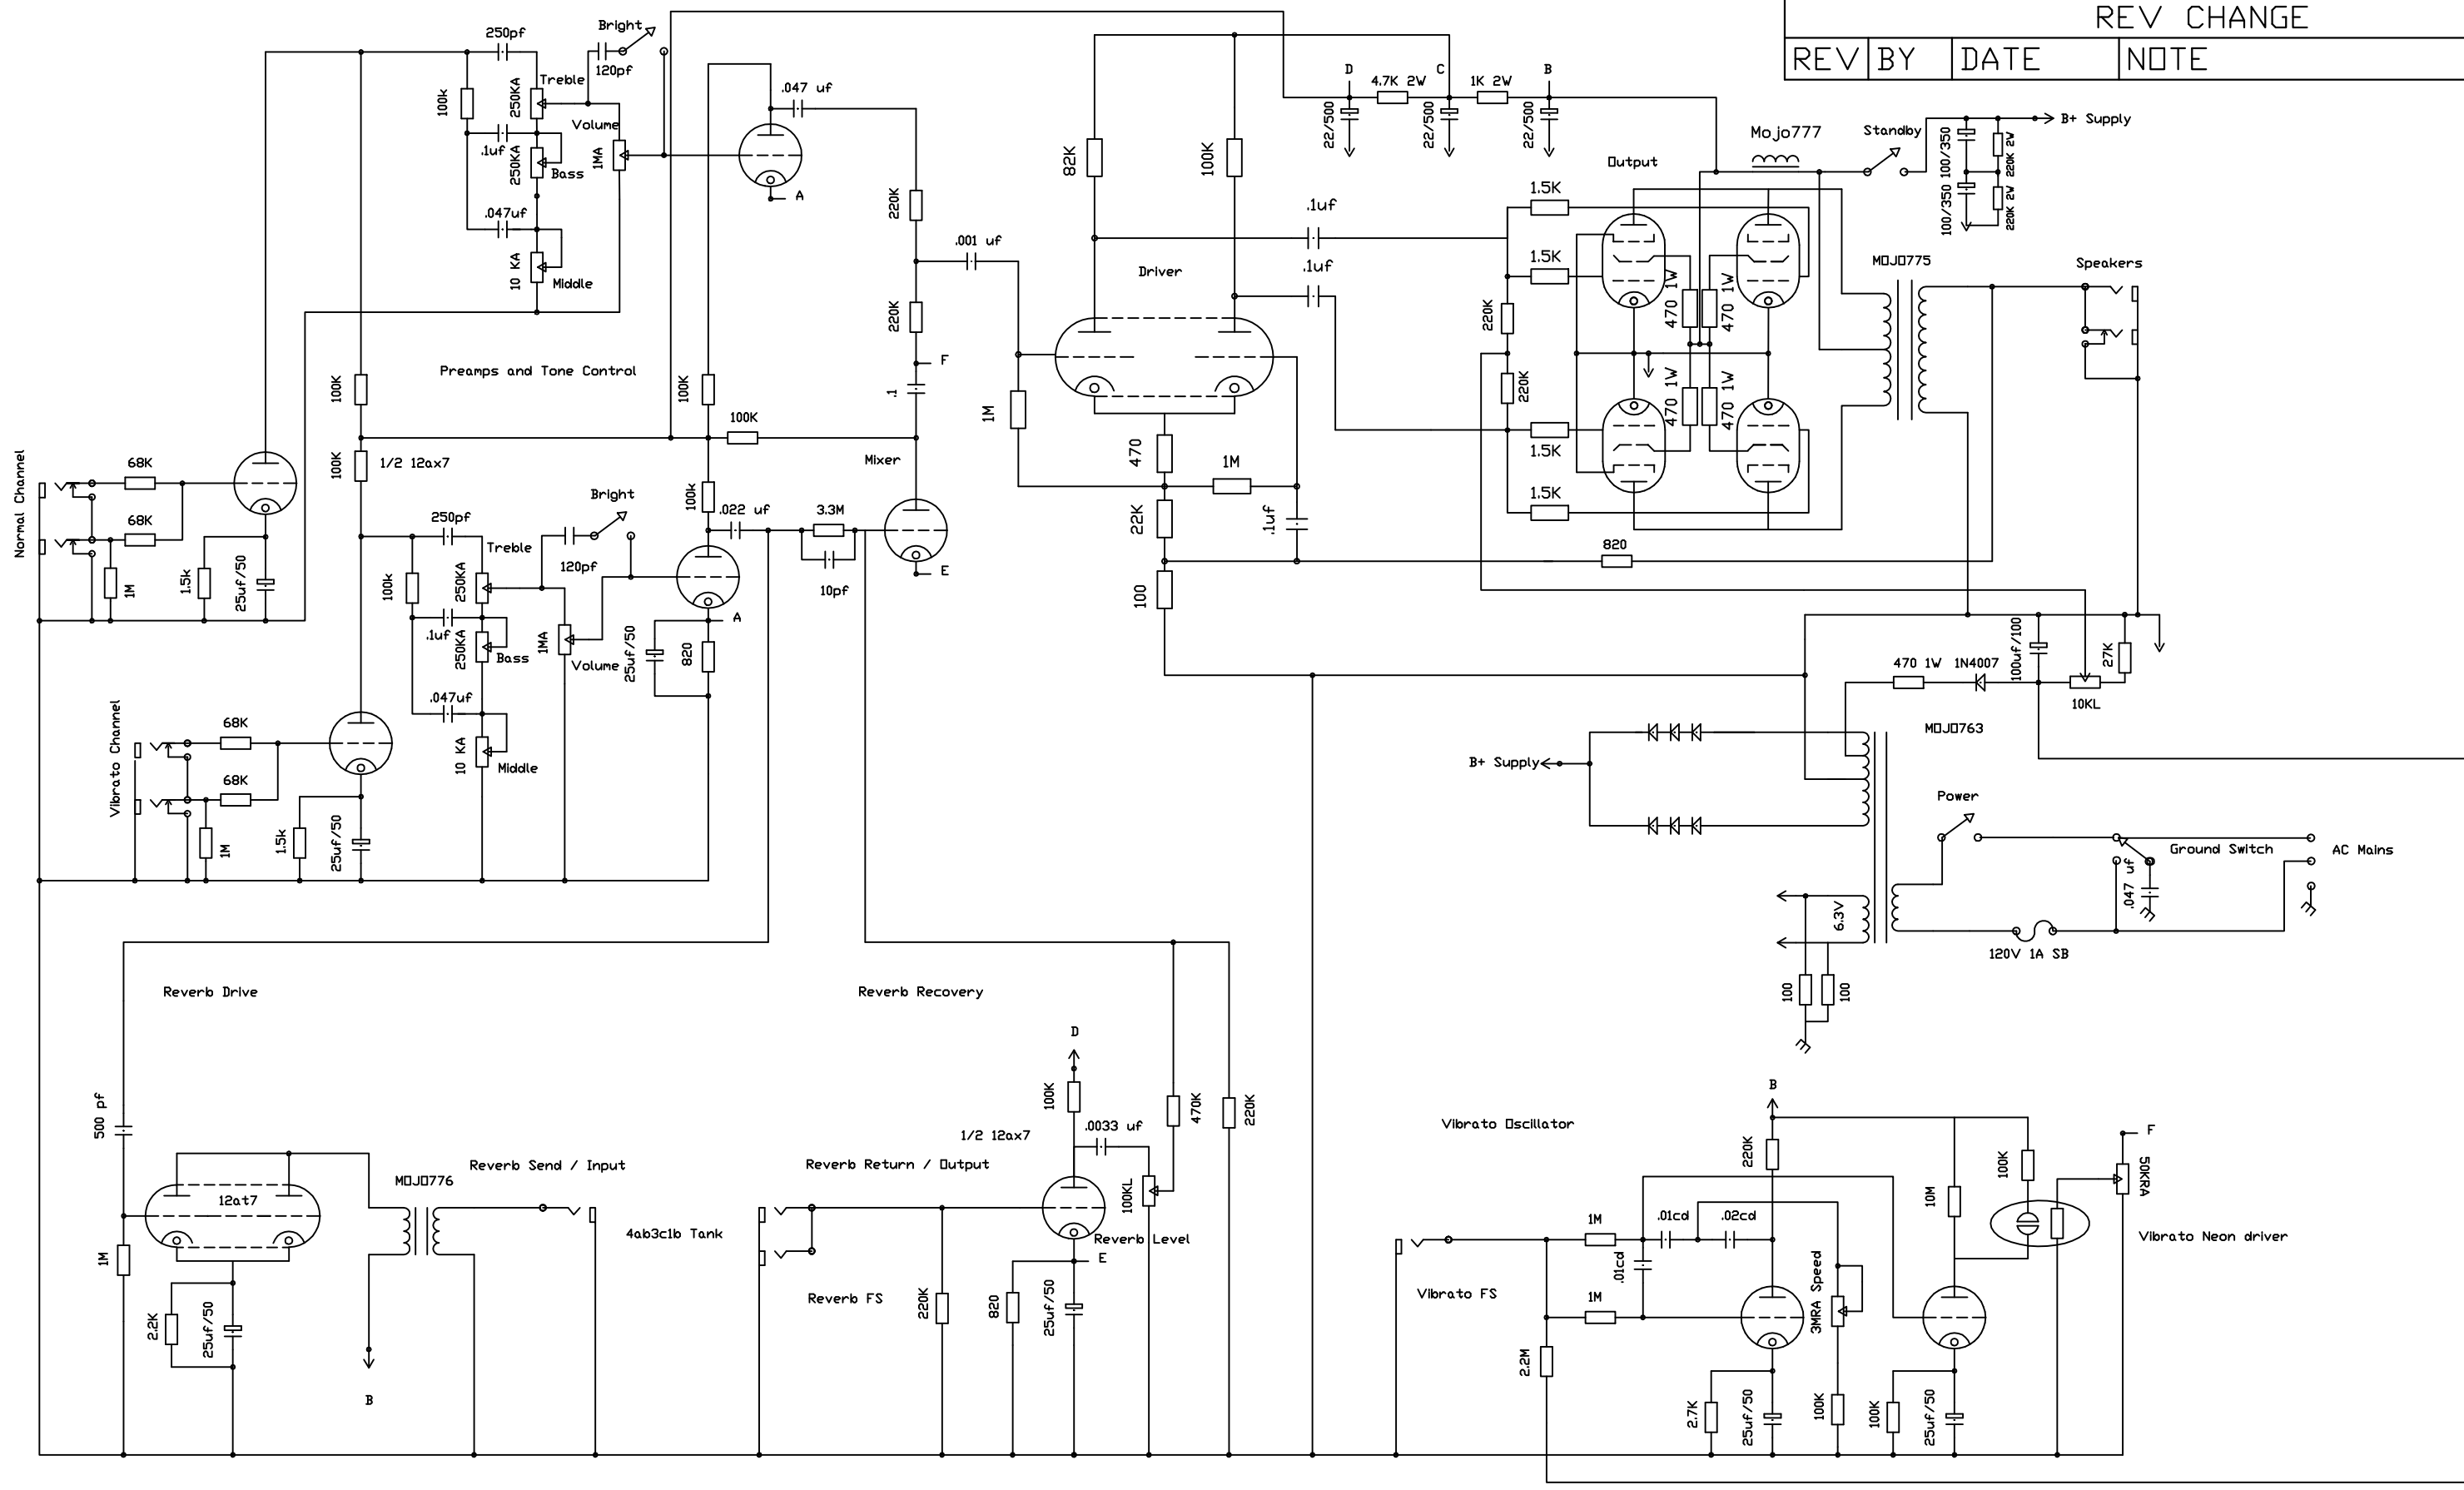 REV CHANGE
REV BY DATE NOTE
250pf
Bright
120pf
Treble
100k
250KA
Volume
.1uf
250KA
Bass
1MA
.047uf
10 KA
Middle
.047 uf
A
220K
.001 uf
220K
F
.1
Preamps and Tone Control
100K
100K
100K
Mixer
Normal Channel
68K
68K
1M
1.5k
25uf/50
100K
1/2 12ax7
100k
Bright
120pf
250pf
Treble
100k
250KA
.1uf
250KA
Bass
1MA
Volume
.047uf
10 KA
Middle
.022 uf
3.3M
10pf
E
A
25uf/50
820
Vibrato Channel
68K
68K
1M
1.5k
25uf/50
82K
100K
Driver
1M
470
1M
22K
.1uf
100
D
4.7K 2W
C
1K 2W
B
22/500
22/500
22/500
.1uf
.1uf
220K
220K
Output
1.5K
1.5K
1.5K
1.5K
470 1W
470 1W
470 1W
470 1W
820
Mojo777
Standby
B+ Supply
100/350
100/350
220K 2W
220K 2W
MOJO775
Speakers
470 1W
1N4007
100uf/100
27K
10KL
MOJO763
B+ Supply
Power
Ground Switch
AC Mains
.047 uf
120V 1A SB
6.3V
100
100
Reverb Drive
500 pf
12at7
1M
2.2K
25uf/50
MOJO776
B
Reverb Send / Input
4ab3c1b Tank
Reverb Recovery
D
100K
1/2 12ax7
.0033 uf
Reverb Return / Output
100KL
470K
220K
Reverb Level
E
Reverb FS
220K
820
25uf/50
Vibrato Oscillator
B
220K
1M
.01cd
.02cd
.01cd
1M
Vibrato FS
2.2M
3MRA Speed
2.7K
25uf/50
100K
100K
25uf/50
10M
100K
F
50KRA
Vibrato Neon driver